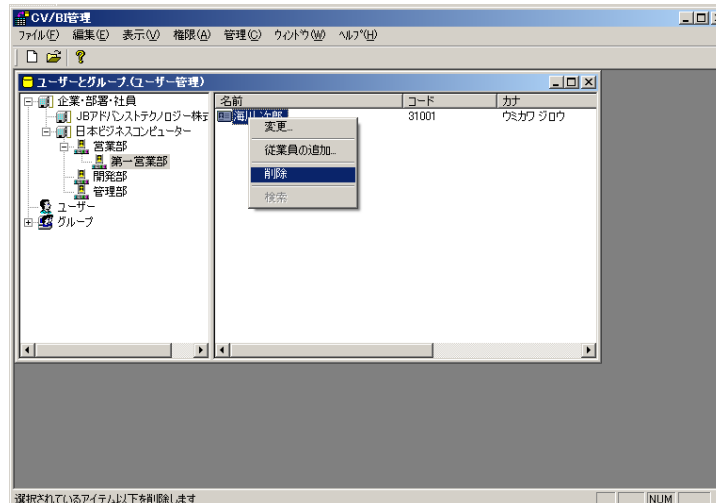 CV/BI管理
ファイル(F) 編集(E) 表示(V) 権限(A) 管理(C) ウィンドウ(W) ヘルプ(H)
ユーザーとグループ.(ユーザー管理)
企業・部署・社員
JBアドバンストテクノロジー株
日本ビジネスコンピューター
営業部
第一営業部
開発部
管理部
ユーザー
グループ
名前 コード カナ
海川 次郎 31001 ウミカワ ジロウ
変更...
従業員の追加...
削除
検索
選択されているアイテム以下を削除します
NUM